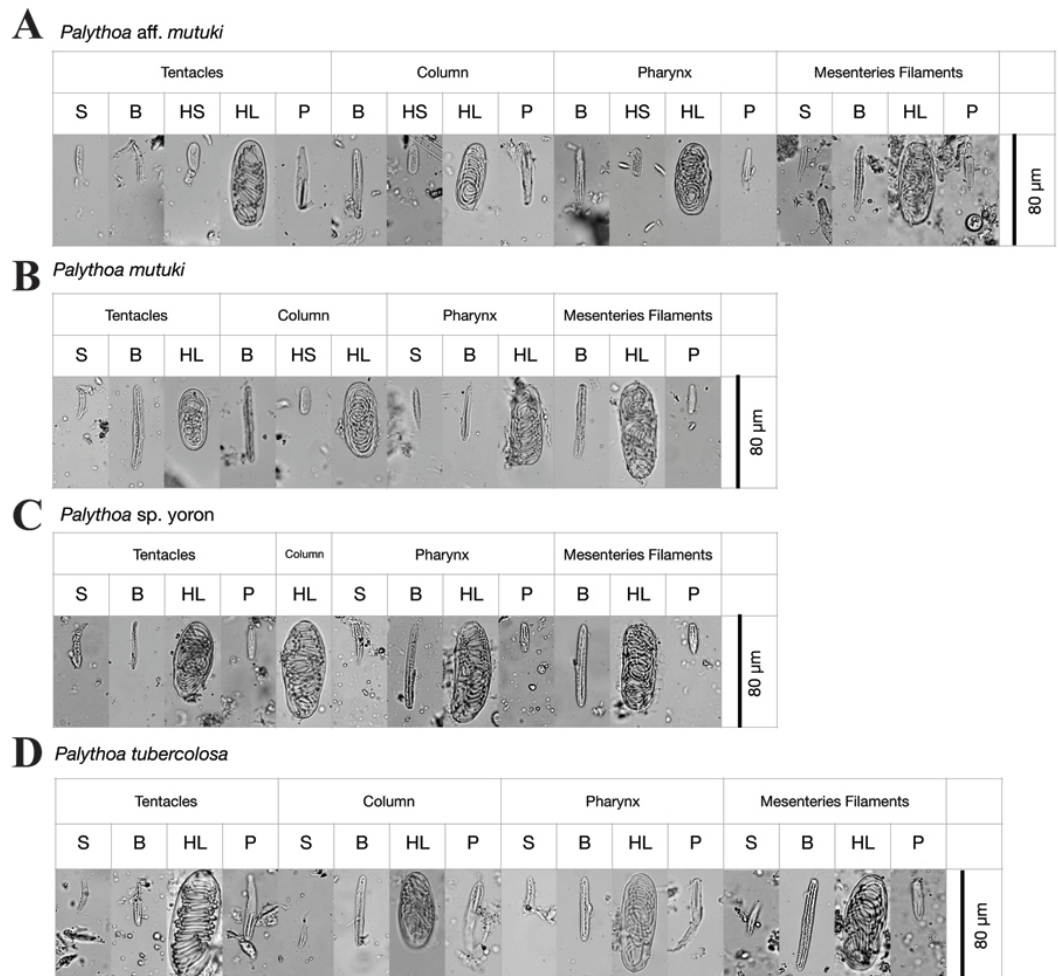 A Palythoa aff. mutuki
Tentacles Column Pharynx Mesenteries Filaments
S B HS HL P B HS HL P B HS HL P S B HL P
80 μm
B Palythoa mutuki
Tentacles Column Pharynx Mesenteries Filaments
S B HL B HS HL S B HL B HL P
80 μm
C Palythoa sp. yoron
Tentacles Column Pharynx Mesenteries Filaments
S B HL P HL S B HL P B HL P
80 μm
D Palythoa tubercolosa
Tentacles Column Pharynx Mesenteries Filaments
S B HL P S B HL P S B HL P S B HL P
80 μm